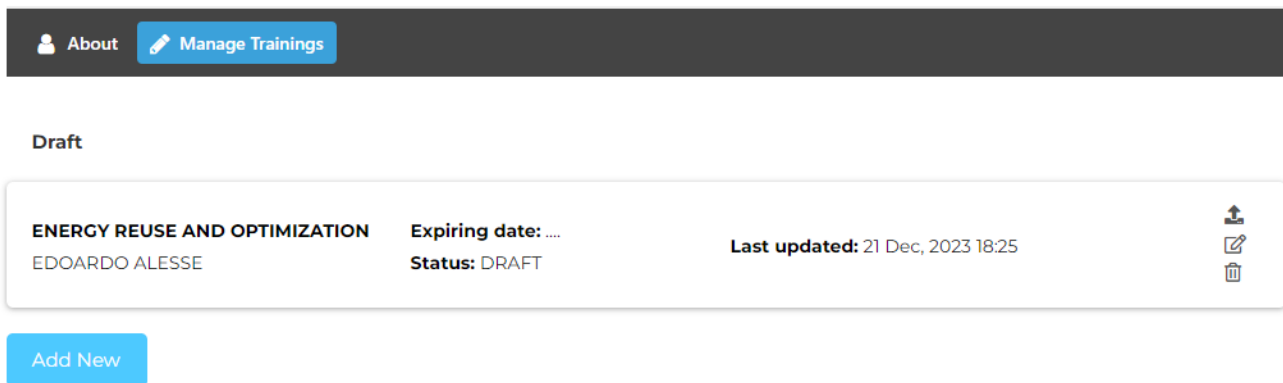 About Manage Trainings
Draft
ENERGY REUSE AND OPTIMIZATION Expiring date: ....
Last updated: 21 Dec, 2023 18:25
EDOARDO ALESSE Status: DRAFT
Add New